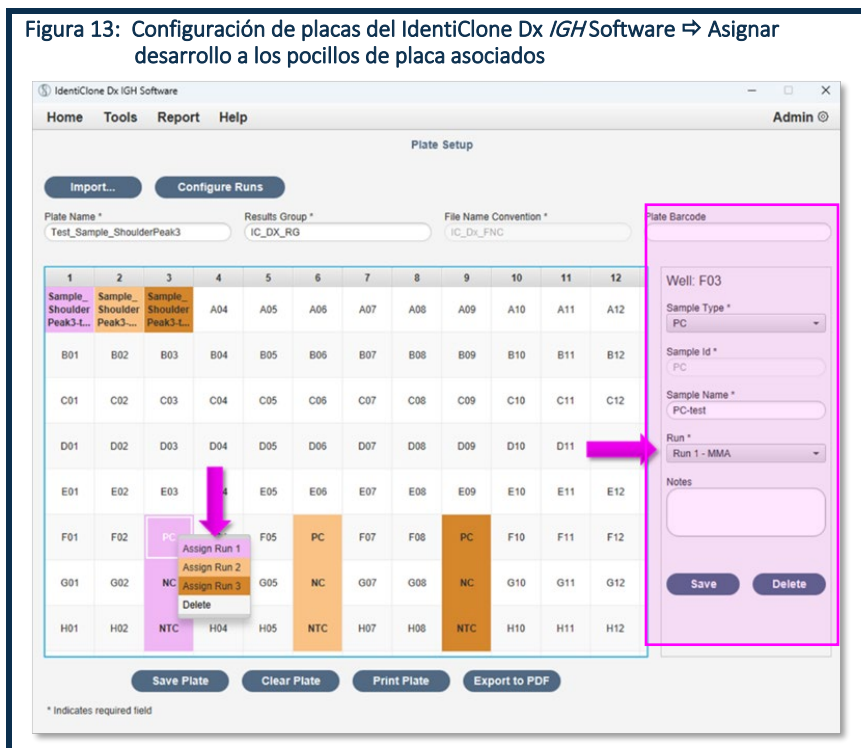 Figura 13: Configuración de placas del IdentiClone Dx IGH Software ⇨ Asignar
desarrollo a los pocillos de placa asociados
IdentiClone Dx IGH Software
Home Tools Report Help Admin
Plate Setup
Import... Configure Runs
Plate Name * Results Group * File Name Convention * Plate Barcode
Test_Sample_ShoulderPeak3 IC_DX_RG IC_Dx_FNC
1 2 3 4 5 6 7 8 9 10 11 12
Sample_ Sample_ Sample_
Shoulder Shoulder Shoulder A04 A05 A06 A07 A08 A09 A10 A11 A12
Peak3-t... Peak3-... Peak3-t...
B01 B02 B03 B04 B05 B06 B07 B08 B09 B10 B11 B12
C01 C02 C03 C04 C05 C06 C07 C08 C09 C10 C11 C12
D01 D02 D03 D04 D05 D06 D07 D08 D09 D10 D11
E01 E02 E03 E05 E06 E07 E08 E09 E10 E11 E12
F01 F02 PC F05 PC F07 F08 PC F10 F11 F12
G01 G02 NC G05 NC G07 G08 NC G10 G11 G12
H01 H02 NTC H04 H05 NTC H07 H08 NTC H10 H11 H12
Assign Run 1
Assign Run 2
Assign Run 3
Delete
Well: F03
Sample Type *
PC
Sample Id *
PC
Sample Name *
PC-test
Run *
Run 1 - MMA
Notes
Save Delete
Save Plate Clear Plate Print Plate Export to PDF
* Indicates required field